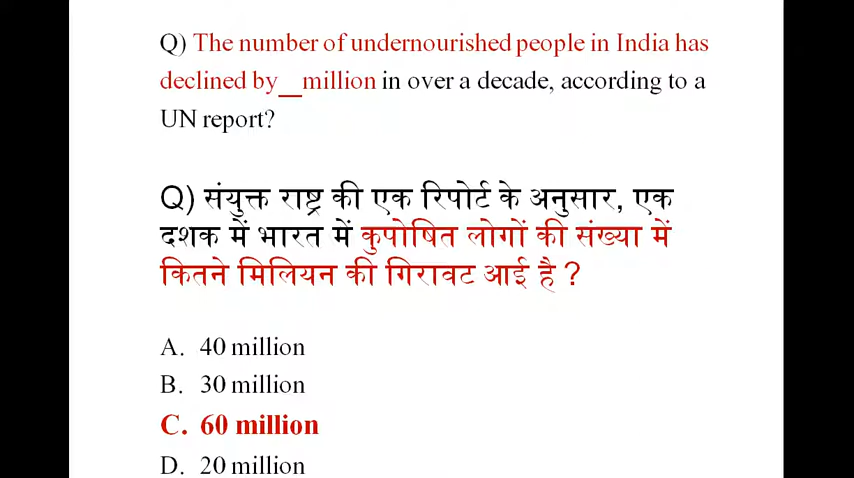 Q) The number of undernourished people in India has
declined by__million in over a decade, according to a
UN report?
Q) संयुक्त राष्ट्र की एक रिपोर्ट के अनुसार, एक
दशक में भारत में कुपोषित लोगों की संख्या में
कितने मिलियन की गिरावट आई है ?
A. 40 million
B. 30 million
C. 60 million
D. 20 million